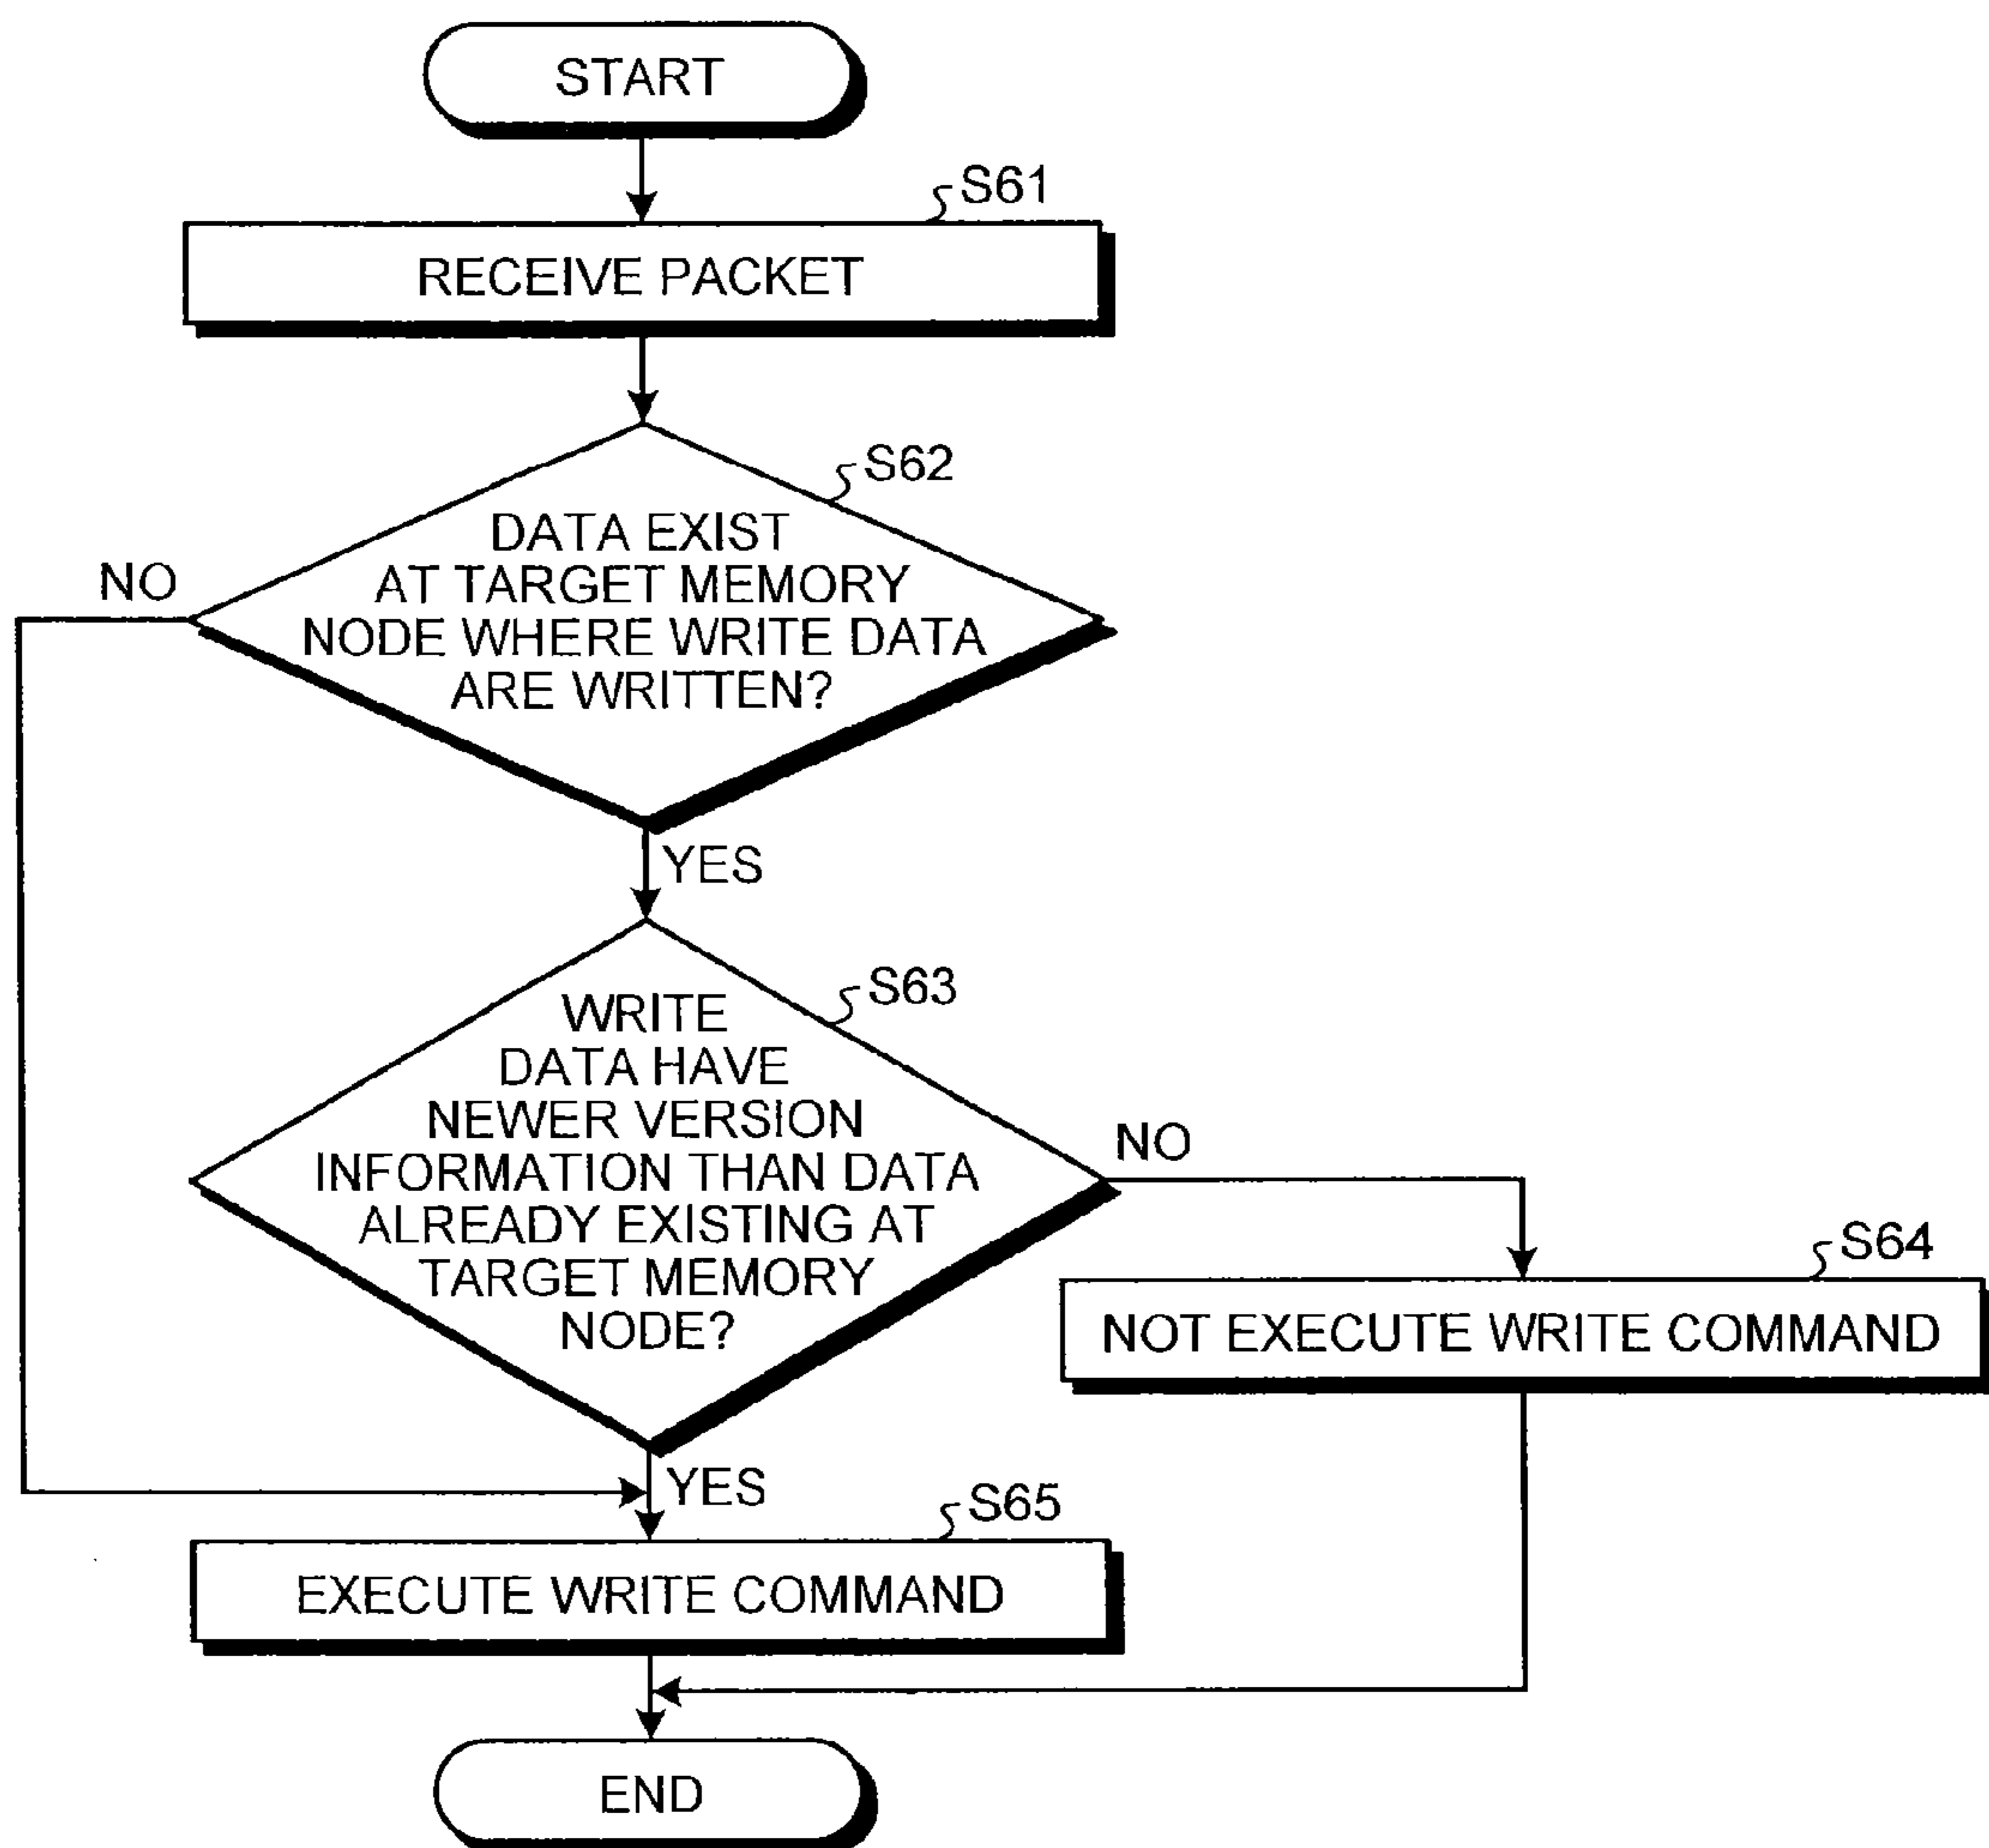 START
S61
RECEIVE PACKET
S62
DATA EXIST
AT TARGET MEMORY
NODE WHERE WRITE DATA
ARE WRITTEN?
NO
YES
S63
WRITE
DATA HAVE
NEWER VERSION
INFORMATION THAN DATA
ALREADY EXISTING AT
TARGET MEMORY
NODE?
NO
S64
NOT EXECUTE WRITE COMMAND
YES
S65
EXECUTE WRITE COMMAND
END